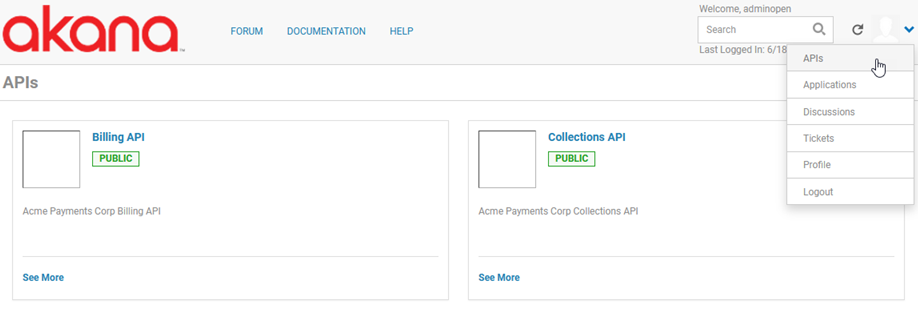 Welcome, adminopen
akana
FORUM DOCUMENTATION HELP
Search
Last Logged In: 6/18
APIs
Applications
Discussions
Tickets
Profile
Logout
APIs
Billing API
PUBLIC
Acme Payments Corp Billing API
See More
Collections API
PUBLIC
Acme Payments Corp Collections API
See More